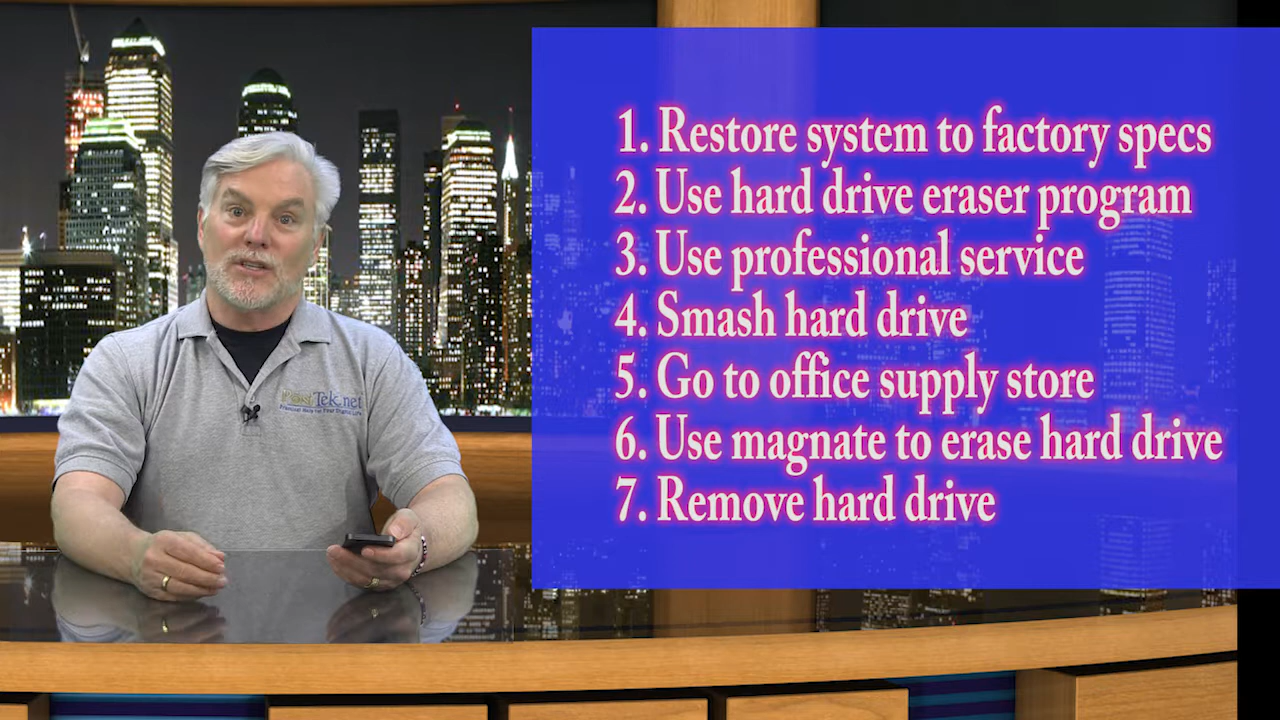 1. Restore system to factory specs
2. Use hard drive eraser program
3. Use professional service
4. Smash hard drive
5. Go to office supply store
6. Use magnate to erase hard drive
7. Remove hard drive
Tek.net